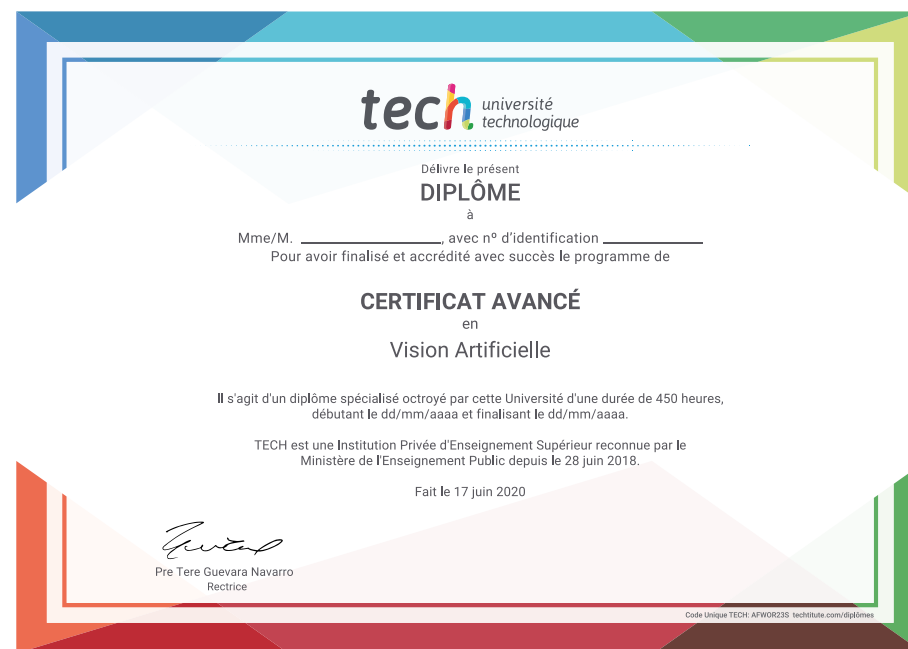 tech université
technologique
Délivre le présent
DIPLÔME
à
Mme/M. ____________________, avec nº d'identification ______________
Pour avoir finalisé et accrédité avec succès le programme de
CERTIFICAT AVANCÉ
en
Vision Artificielle
Il s'agit d'un diplôme spécialisé octroyé par cette Université d'une durée de 450 heures,
débutant le dd/mm/aaaa et finalisant le dd/mm/aaaa.
TECH est une Institution Privée d'Enseignement Supérieur reconnue par le
Ministère de l'Enseignement Public depuis le 28 juin 2018.
Fait le 17 juin 2020
Pre Tere Guevara Navarro
Rectrice
Code Unique TECH: AFWOR23S techtitute.com/diplômes